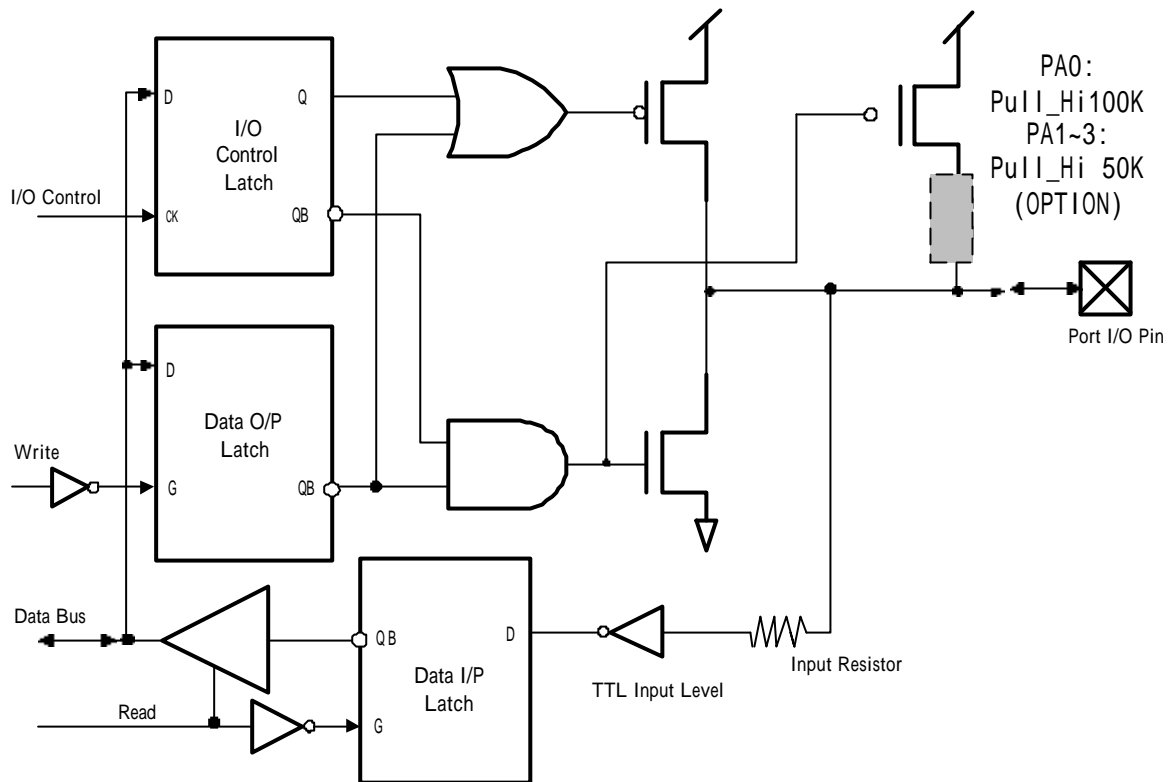 D
Q
I/O
Control
Latch
PA0:
Pull_Hi100K
PA1~3:
Pull_Hi 50K
(OPTION)
I/O Control
CK
QB
Port I/O Pin
D
Data O/P
Latch
Write
G
QB
Data Bus
QB
D
Data I/P
Latch
Input Resistor
TTL Input Level
Read
G